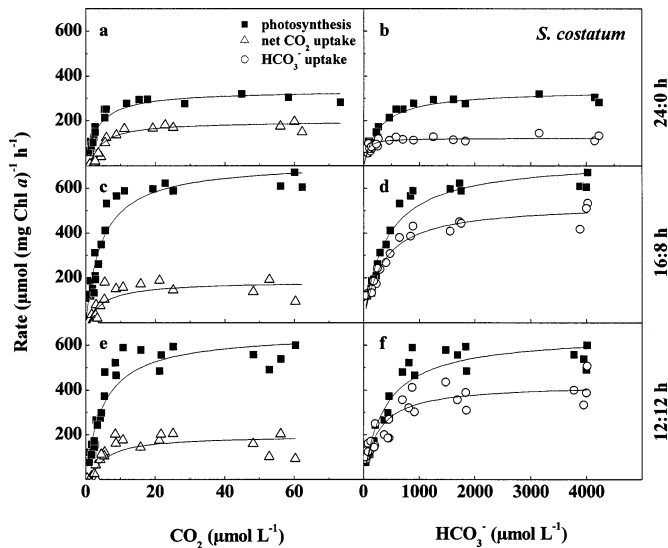 600
400
200
0
a
■ photosynthesis
△ net CO₂ uptake
○ HCO₃⁻ uptake
b
S. costatum
24:0 h
600
400
200
c
d
16:8 h
600
400
200
e
f
12:12 h
0 20 40 60
0 1000 2000 3000 4000
Rate (μmol (mg Chl a)⁻¹ h⁻¹)
CO₂ (μmol L⁻¹)
HCO₃⁻ (μmol L⁻¹)